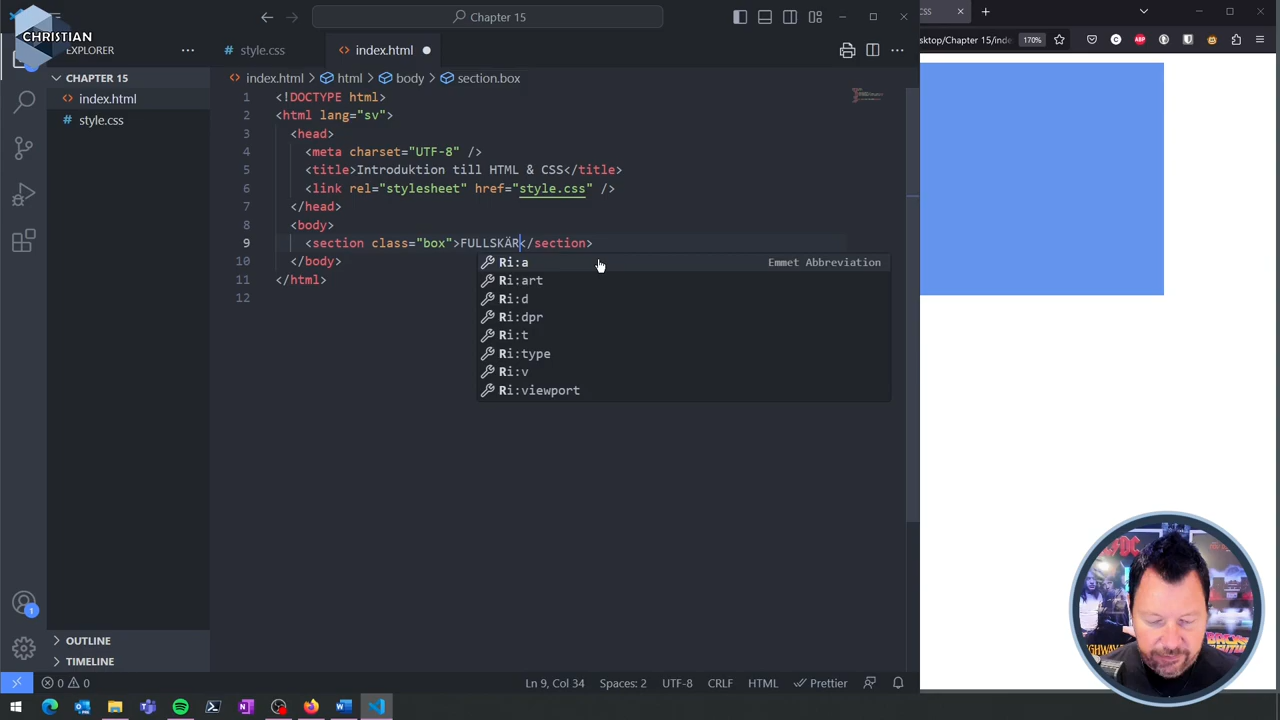 Chapter 15
css
CHRISTIAN
EXPLORER
style.css
index.html
170%
CHAPTER 15
index.html
style.css
index.html > html > body > section.box
1 <!DOCTYPE html>
2 <html lang="sv">
3 <head>
4 <meta charset="UTF-8" />
5 <title>Introduktion till HTML & CSS</title>
6 <link rel="stylesheet" href="style.css" />
7 </head>
8 <body>
9 <section class="box">FULLSKÄR</section>
10 </body>
11 </html>
12
Ri:a Emmet Abbreviation
Ri:art
Ri:d
Ri:dpr
Ri:t
Ri:type
Ri:v
Ri:viewport
OUTLINE
TIMELINE
0 0
Ln 9, Col 34
Spaces: 2
UTF-8
CRLF
HTML
Prettier